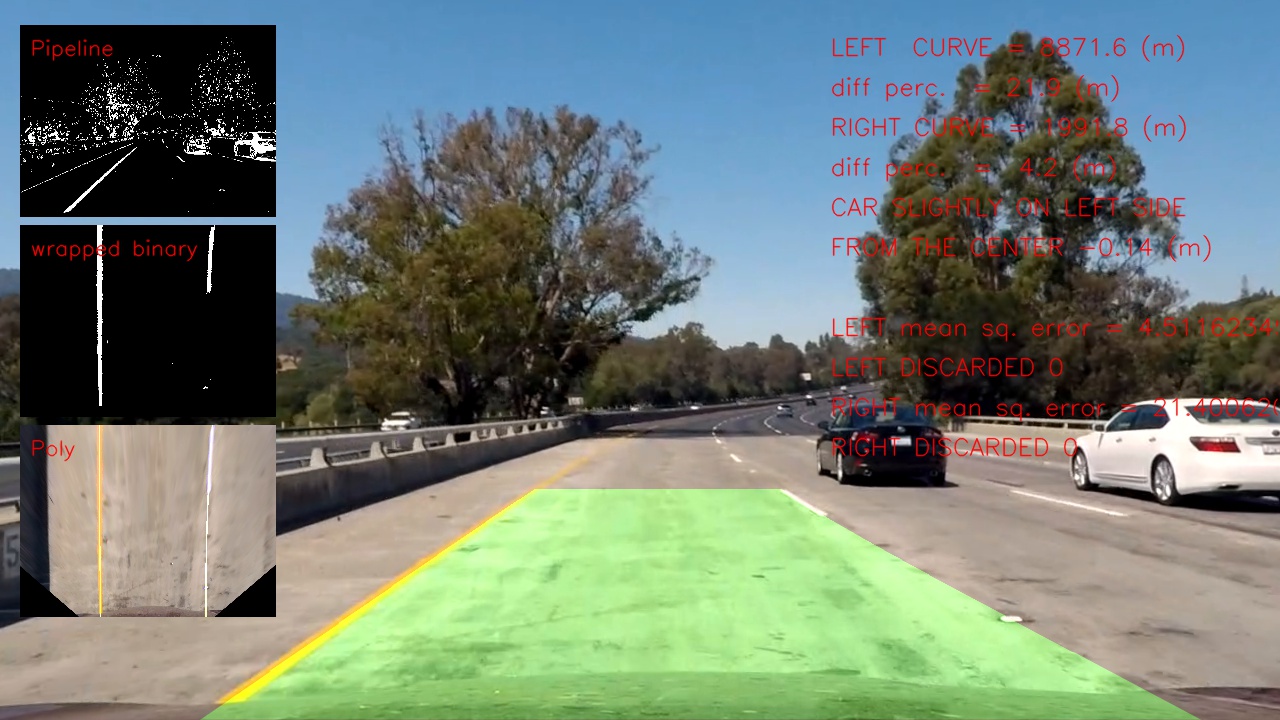 Pipeline
wrapped binary
Poly
LEFT CURVE = 8871.6 (m)
diff perc. = 21.9 (m)
RIGHT CURVE = 1991.8 (m)
diff perc. = 4.2 (m)
CAR SLIGHTLY ON LEFT SIDE
FROM THE CENTER -0.14 (m)
LEFT mean sq. error = 4.5116234
LEFT DISCARDED 0
RIGHT mean sq. error = 21.400626
RIGHT DISCARDED 0
5